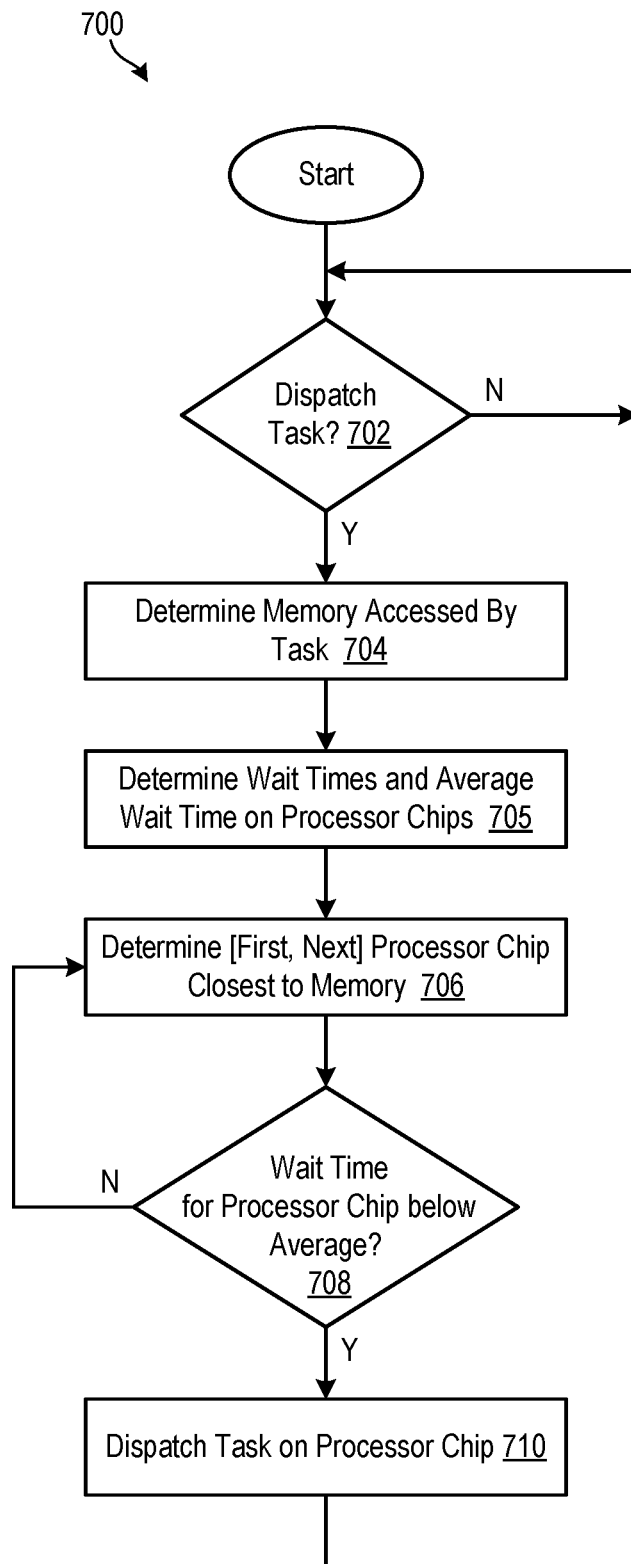 700
Start
Dispatch
Task? 702
N
Y
Determine Memory Accessed By
Task 704
Determine Wait Times and Average
Wait Time on Processor Chips 705
Determine [First, Next] Processor Chip
Closest to Memory 706
N
Wait Time
for Processor Chip below
Average?
708
Y
Dispatch Task on Processor Chip 710